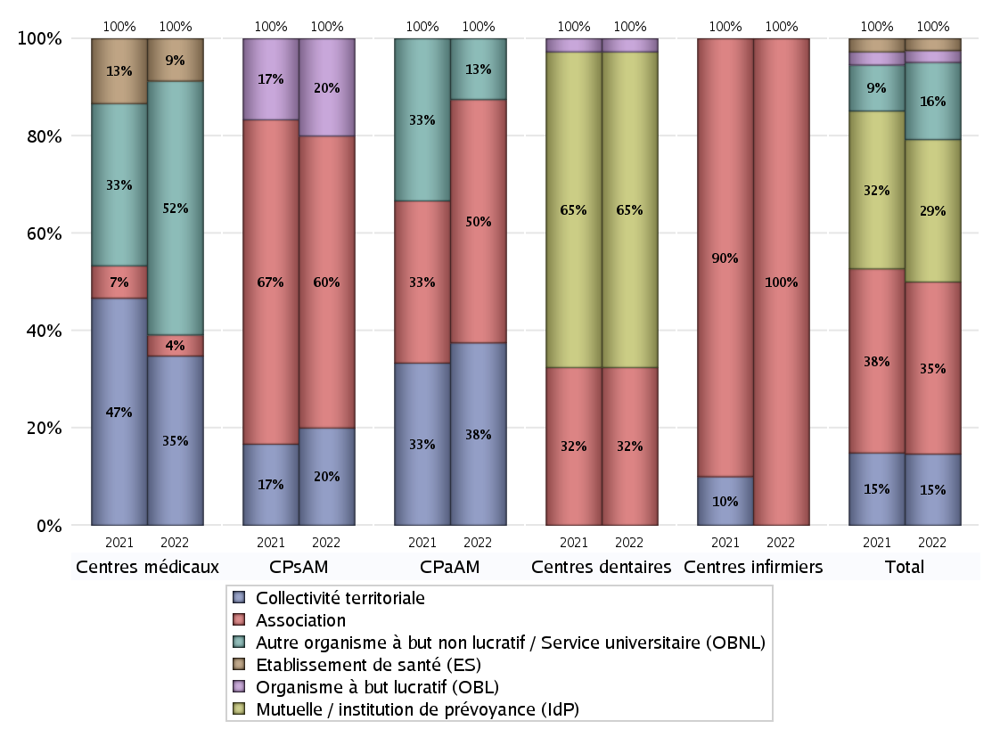 100% 100% 100% 100% 100% 100% 100% 100% 100% 100% 100% 100%
100%
80%
60%
40%
20%
0%
13% 33% 7% 47%
9% 52% 4% 35%
17% 67% 17%
20% 60% 20%
33% 33% 33%
13% 50% 38%
65% 32%
65% 32%
90% 10%
100%
9% 32% 38% 15%
16% 29% 35% 15%
2021 2022 2021 2022 2021 2022 2021 2022 2021 2022 2021 2022
Centres médicaux CPsAM CPaAM Centres dentaires Centres infirmiers Total
Collectivité territoriale
Association
Autre organisme à but non lucratif / Service universitaire (OBNL)
Etablissement de santé (ES)
Organisme à but lucratif (OBL)
Mutuelle / institution de prévoyance (IdP)